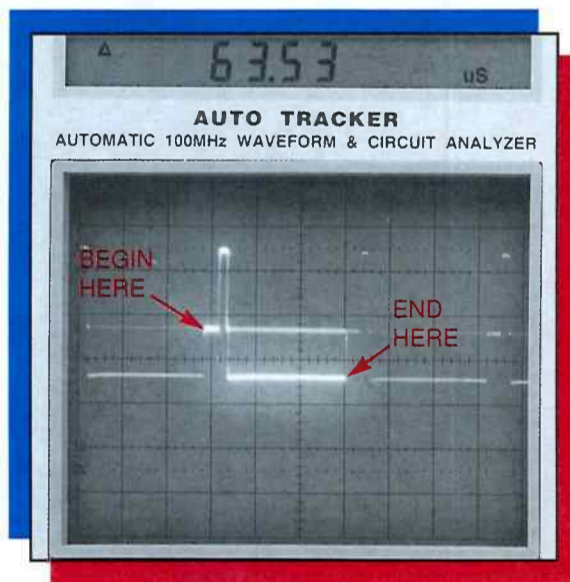 Δ 63.53 uS
AUTO TRACKER
AUTOMATIC 100MHz WAVEFORM & CIRCUIT ANALYZER
BEGIN
HERE
END
HERE